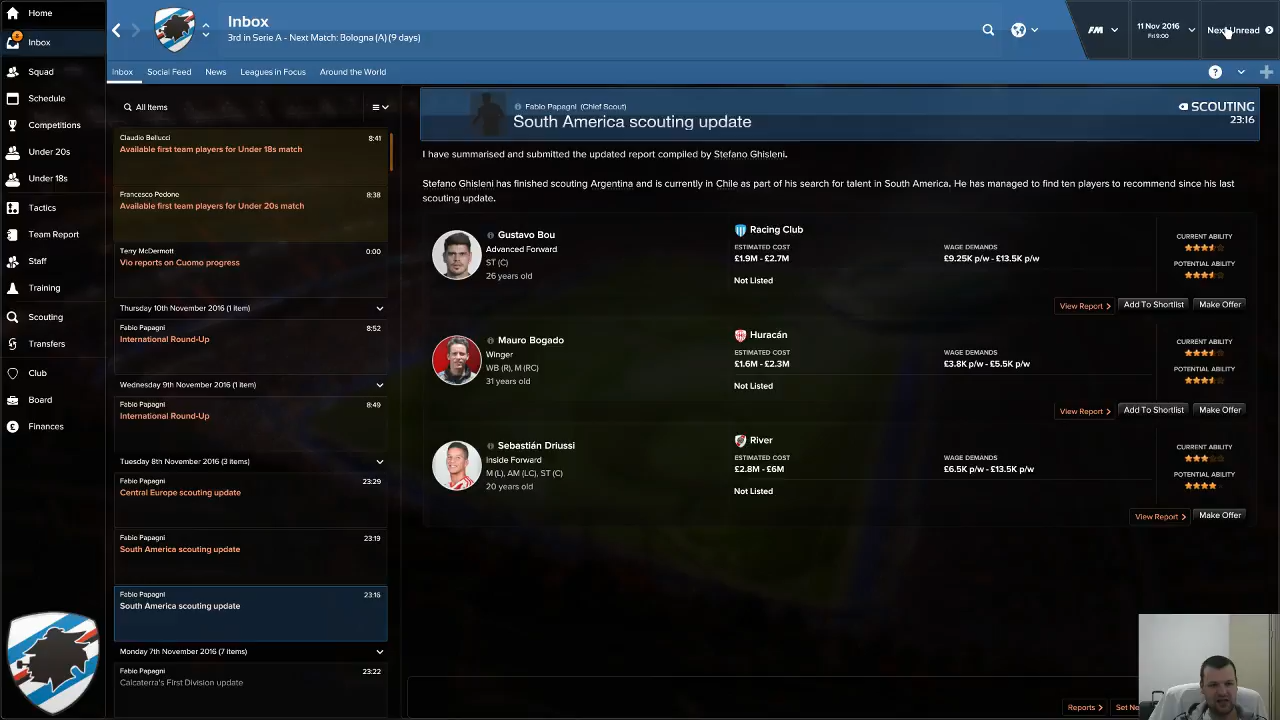 Home
Inbox
Squad
Schedule
Competitions
Under 20s
Under 18s
Tactics
Team Report
Staff
Training
Scouting
Transfers
Club
Board
Finances
Inbox
3rd in Serie A - Next Match: Bologna (A) (9 days)
FM
11 Nov 2016
Fri 9:00
Next Unread
Inbox
Social Feed
News
Leagues in Focus
Around the World
?
All Items
Claudio Bellucci 8:41
Available first team players for Under 18s match
Francesco Pedone 8:38
Available first team players for Under 20s match
Terry McDermott 0:00
Vio reports on Cuomo progress
Thursday 10th November 2016 (1 item)
Fabio Papagni 8:52
International Round-Up
Wednesday 9th November 2016 (1 item)
Fabio Papagni 8:49
International Round-Up
Tuesday 8th November 2016 (3 items)
Fabio Papagni 23:29
Central Europe scouting update
Fabio Papagni 23:19
South America scouting update
Fabio Papagni 23:16
South America scouting update
Monday 7th November 2016 (7 items)
Fabio Papagni 23:22
Calcaterra's First Division update
Fabio Papagni (Chief Scout)
South America scouting update
SCOUTING
23:16
I have summarised and submitted the updated report compiled by Stefano Ghisleni.
Stefano Ghisleni has finished scouting Argentina and is currently in Chile as part of his search for talent in South America. He has managed to find ten players to recommend since his last
scouting update.
Gustavo Bou
Advanced Forward
ST (C)
26 years old
Racing Club
ESTIMATED COST
£1.9M - £2.7M
Not Listed
WAGE DEMANDS
£9.25K p/w - £13.5K p/w
CURRENT ABILITY
POTENTIAL ABILITY
View Report
Add To Shortlist
Make Offer
Mauro Bogado
Winger
WB (R), M (RC)
31 years old
Huracán
ESTIMATED COST
£1.6M - £2.3M
Not Listed
WAGE DEMANDS
£3.8K p/w - £5.5K p/w
CURRENT ABILITY
POTENTIAL ABILITY
View Report
Add To Shortlist
Make Offer
Sebastián Driussi
Inside Forward
M (L), AM (LC), ST (C)
20 years old
River
ESTIMATED COST
£2.8M - £6M
Not Listed
WAGE DEMANDS
£6.5K p/w - £13.5K p/w
CURRENT ABILITY
POTENTIAL ABILITY
View Report
Make Offer
Reports
Set